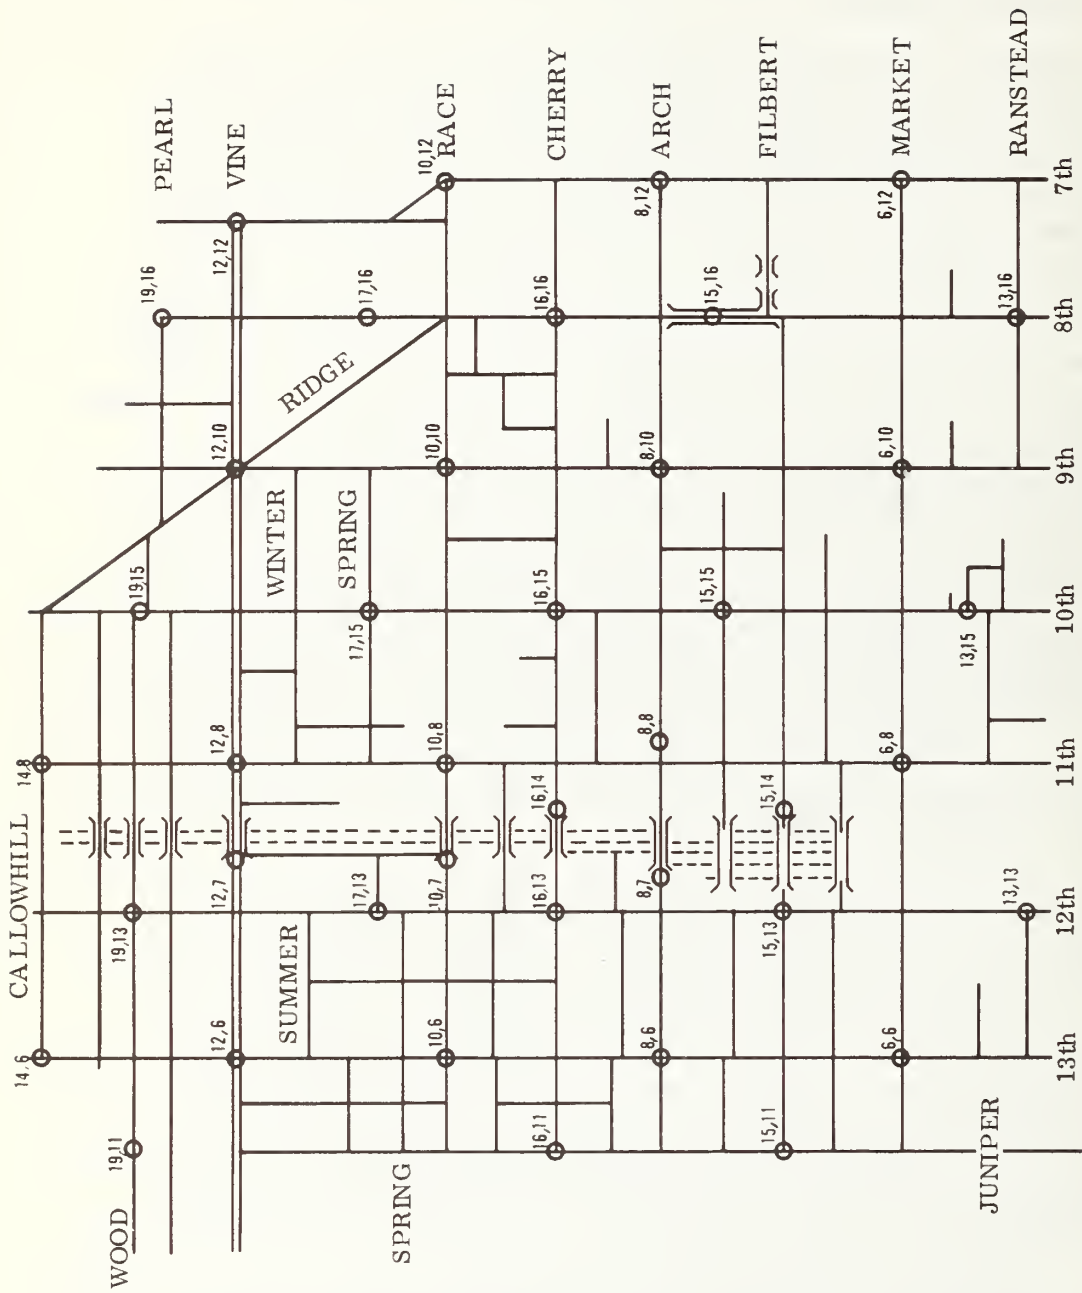 CALLOWHILL
PEARL
VINE
RACE
CHERRY
ARCH
FILBERT
MARKET
RANSTEAD
WOOD
SPRING
JUNIPER
SUMMER
WINTER
SPRING
RIDGE
7th
8th
9th
10th
11th
12th
13th
12,12
10,12
8,12
6,12
19,16
17,16
16,16
15,16
13,16
12,10
10,10
8,10
6,10
19,15
17,15
16,15
15,15
13,15
14,8
12,8
10,8
8,8
6,8
16,14
15,14
12,7
10,7
8,7
19,13
17,13
16,13
15,13
13,13
14,6
12,6
10,6
8,6
6,6
19,11
16,11
15,11